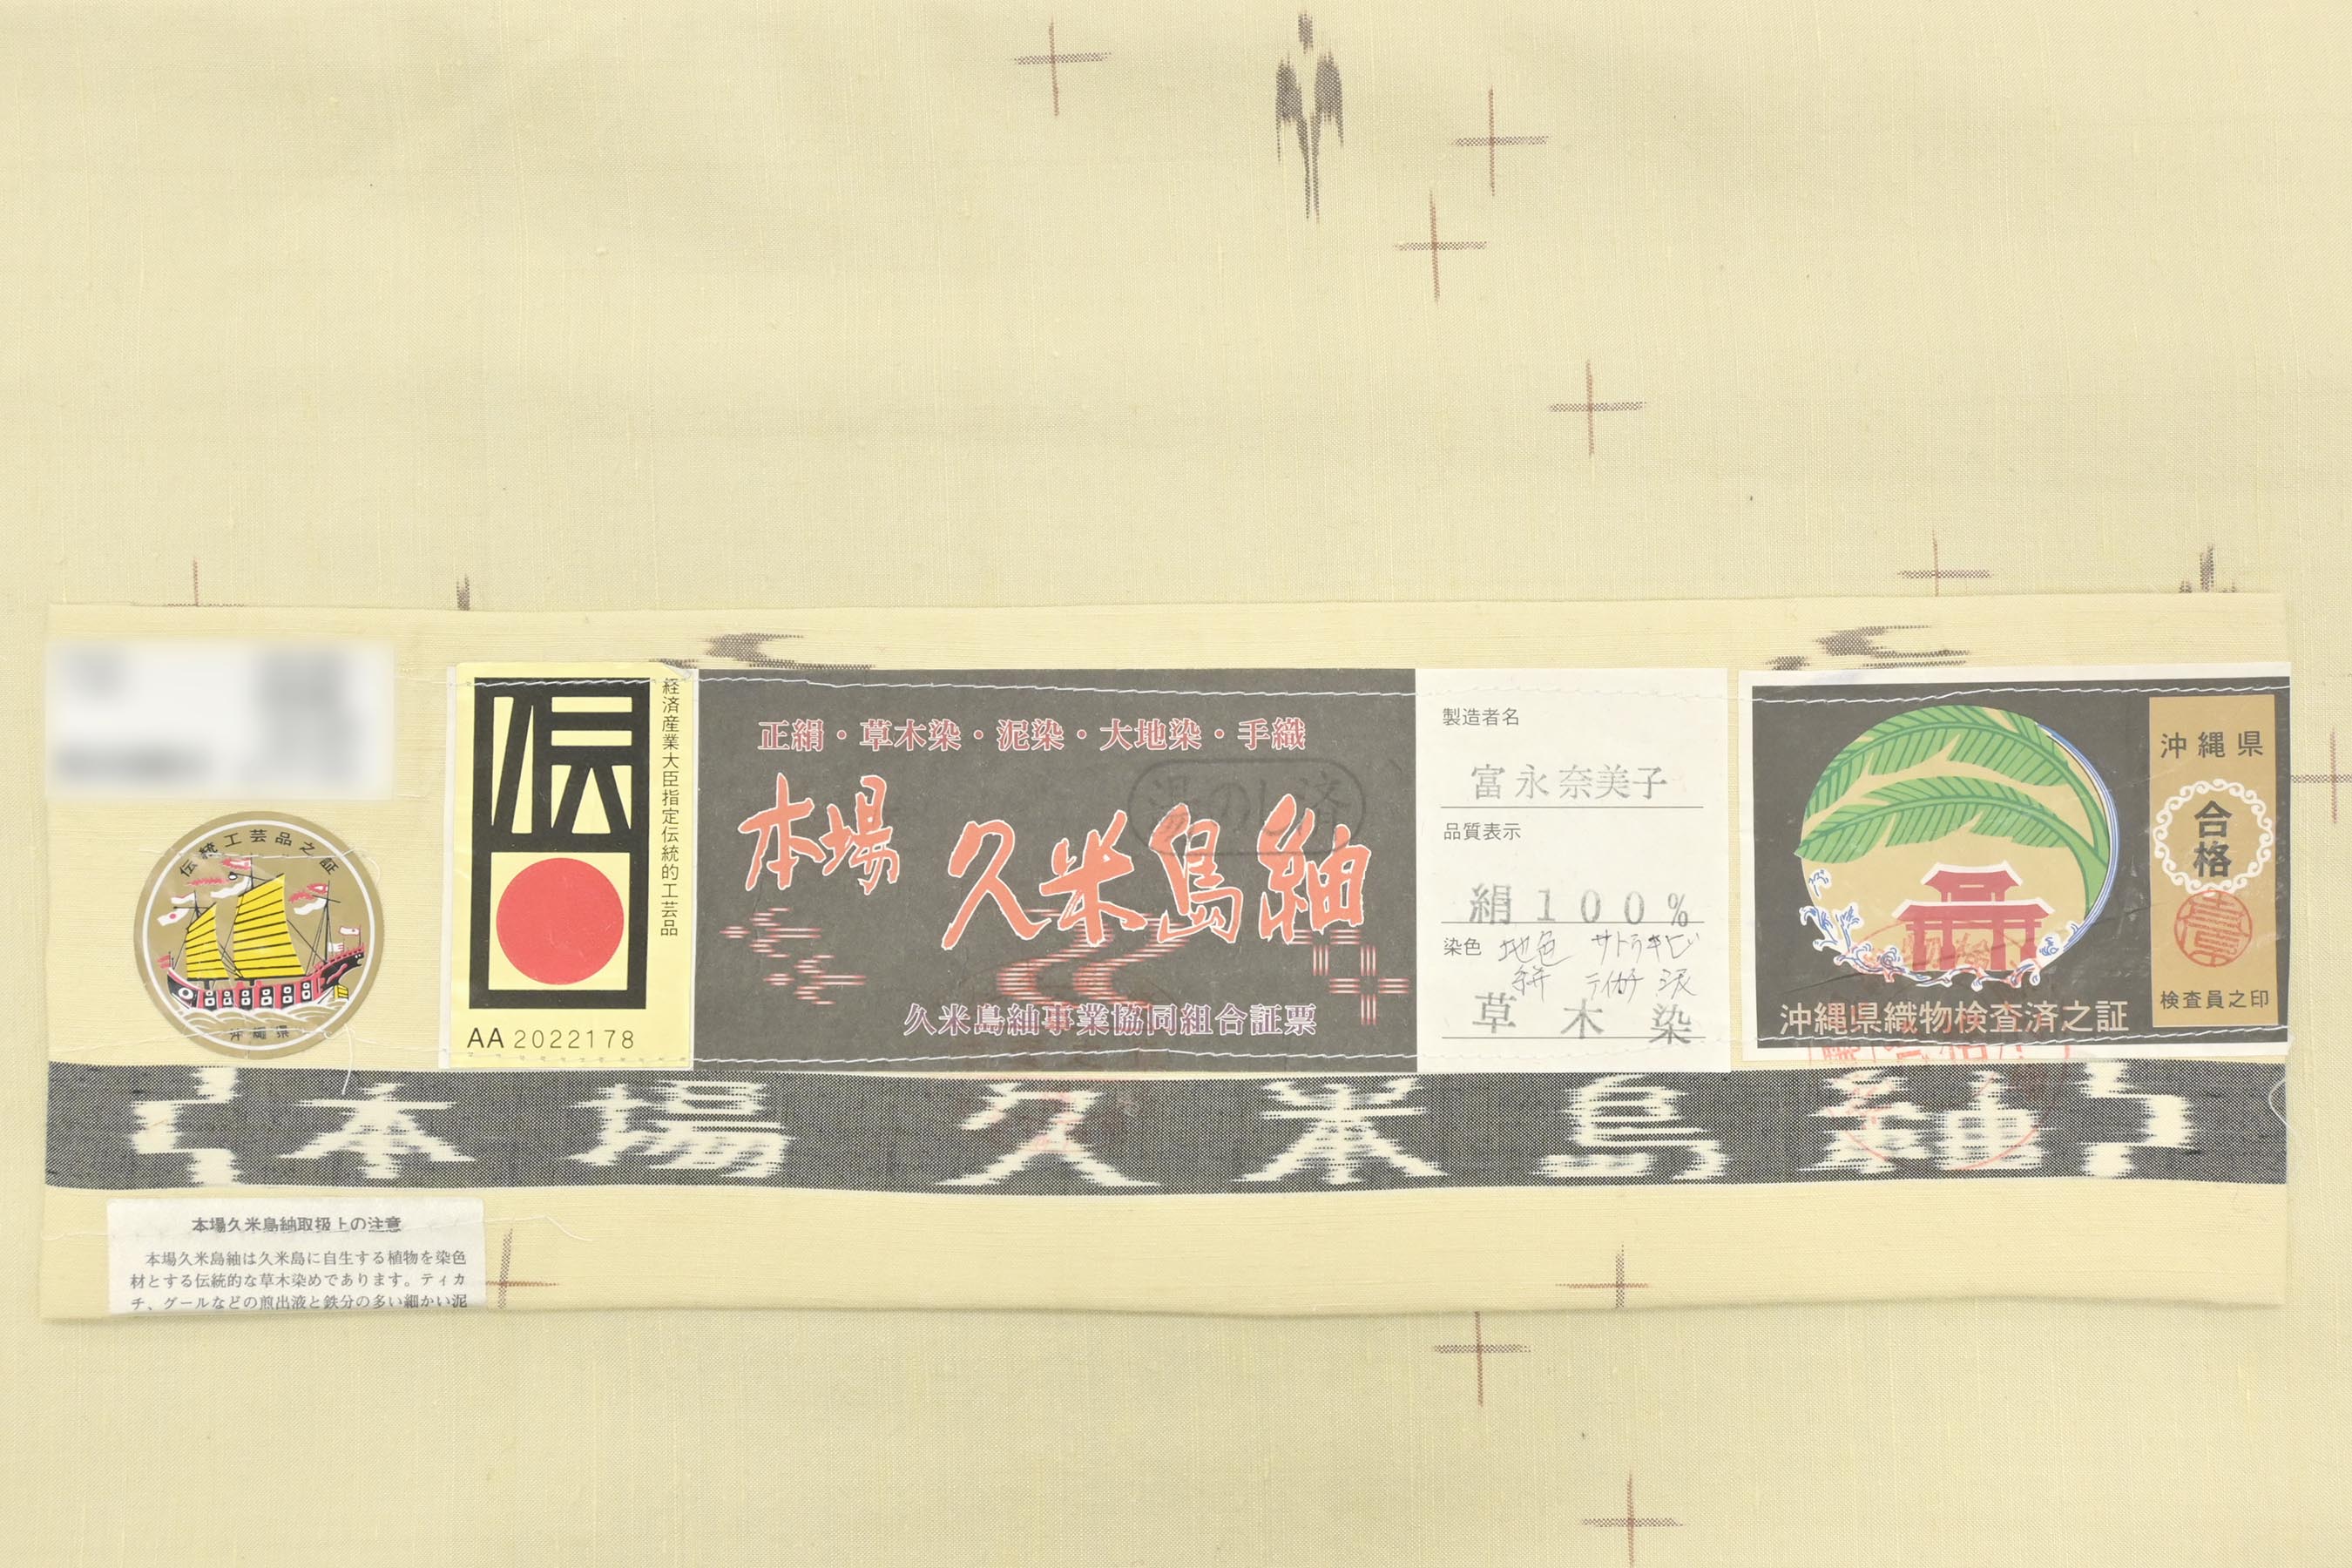 伝統工芸品之証
沖縄県
伝
経済産業大臣指定伝統的工芸品
AA 2022178
正絹・草木染・泥染・大地染・手織
湯のし済
本場
久米島紬
久米島紬事業協同組合証票
製造者名
富永奈美子
品質表示
絹100%
染色 地色 サトウキビ
絣 テイカチ 泥
草木染
沖縄県
合格
検査員之印
沖縄県織物検査済之証
本場久米島紬
本場久米島紬取扱上の注意
本場久米島紬は久米島に自生する植物を染色
材とする伝統的な草木染めであります。ティカ
チ、グールなどの煎出液と鉄分の多い細かい泥